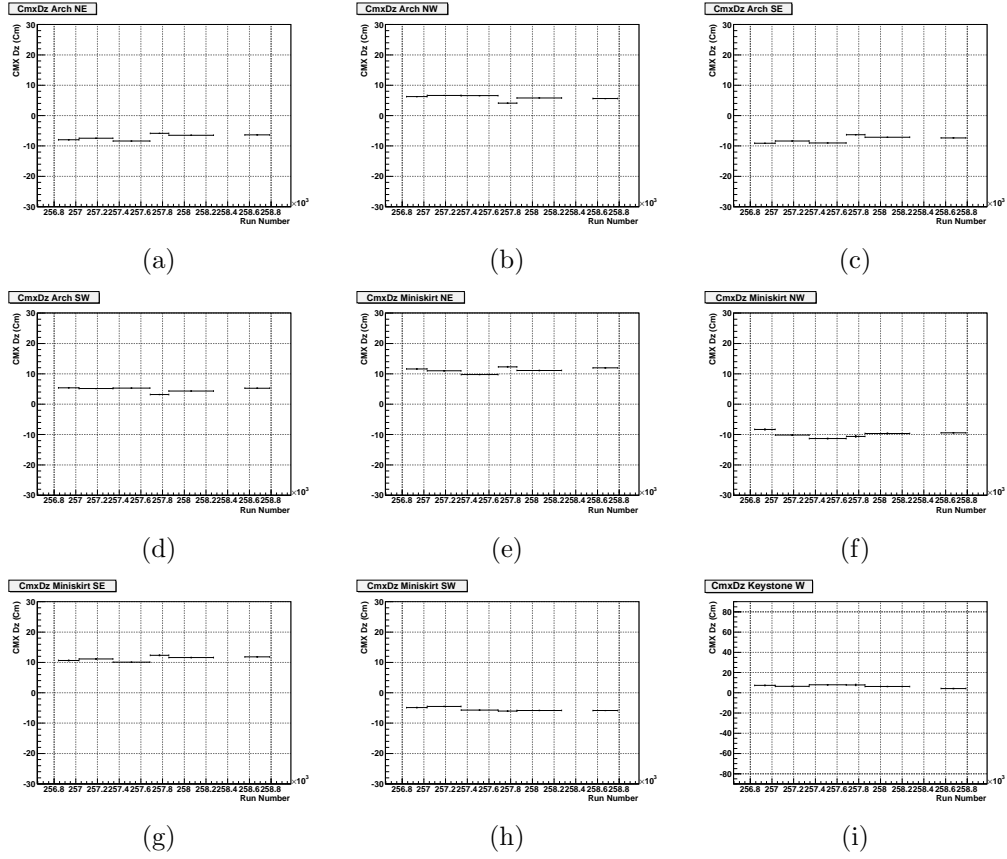 CmxDz Arch NE
CMX Dz (Cm)
30
20
10
0
-10
-20
-30
256.8 257 257.2 257.4 257.6 257.8 258 258.2 258.4 258.6 258.8
×10³
Run Number
(a)
CmxDz Arch NW
CMX Dz (Cm)
30
20
10
0
-10
-20
-30
256.8 257 257.2 257.4 257.6 257.8 258 258.2 258.4 258.6 258.8
×10³
Run Number
(b)
CmxDz Arch SE
CMX Dz (Cm)
30
20
10
0
-10
-20
-30
256.8 257 257.2 257.4 257.6 257.8 258 258.2 258.4 258.6 258.8
×10³
Run Number
(c)
CmxDz Arch SW
CMX Dz (Cm)
30
20
10
0
-10
-20
-30
256.8 257 257.2 257.4 257.6 257.8 258 258.2 258.4 258.6 258.8
×10³
Run Number
(d)
CmxDz Miniskirt NE
CMX Dz (Cm)
30
20
10
0
-10
-20
-30
256.8 257 257.2 257.4 257.6 257.8 258 258.2 258.4 258.6 258.8
×10³
Run Number
(e)
CmxDz Miniskirt NW
CMX Dz (Cm)
30
20
10
0
-10
-20
-30
256.8 257 257.2 257.4 257.6 257.8 258 258.2 258.4 258.6 258.8
×10³
Run Number
(f)
CmxDz Miniskirt SE
CMX Dz (Cm)
30
20
10
0
-10
-20
-30
256.8 257 257.2 257.4 257.6 257.8 258 258.2 258.4 258.6 258.8
×10³
Run Number
(g)
CmxDz Miniskirt SW
CMX Dz (Cm)
30
20
10
0
-10
-20
-30
256.8 257 257.2 257.4 257.6 257.8 258 258.2 258.4 258.6 258.8
×10³
Run Number
(h)
CmxDz Keystone W
CMX Dz (Cm)
80
60
40
20
0
-20
-40
-60
-80
256.8 257 257.2 257.4 257.6 257.8 258 258.2 258.4 258.6 258.8
×10³
Run Number
(i)